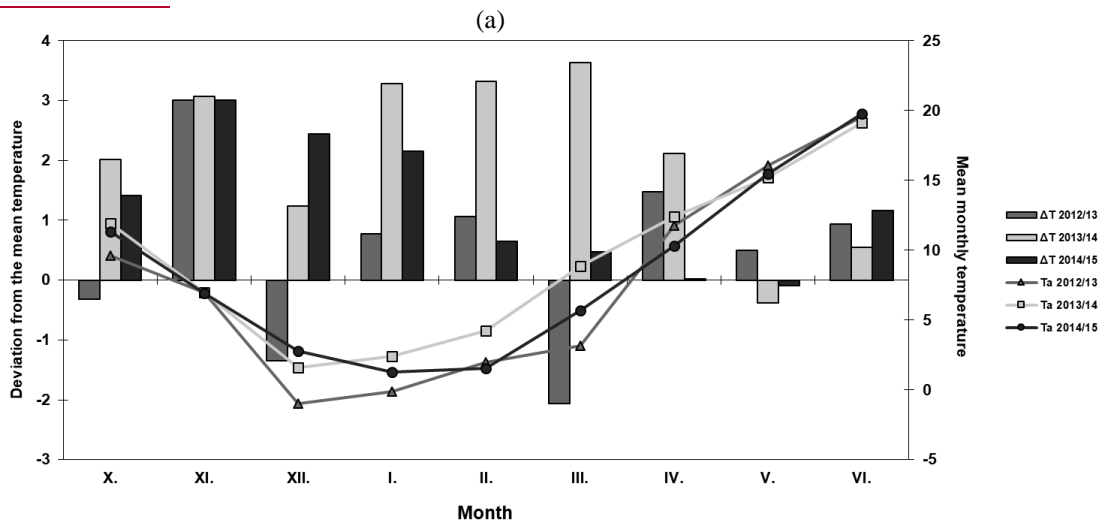 (a)
4
3
2
1
0
-1
-2
-3
Deviation from the mean temperature
25
20
15
10
5
0
-5
Mean monthly temperature
X. XI. XII. I. II. III. IV. V. VI.
Month
ΔT 2012/13
ΔT 2013/14
ΔT 2014/15
Ta 2012/13
Ta 2013/14
Ta 2014/15